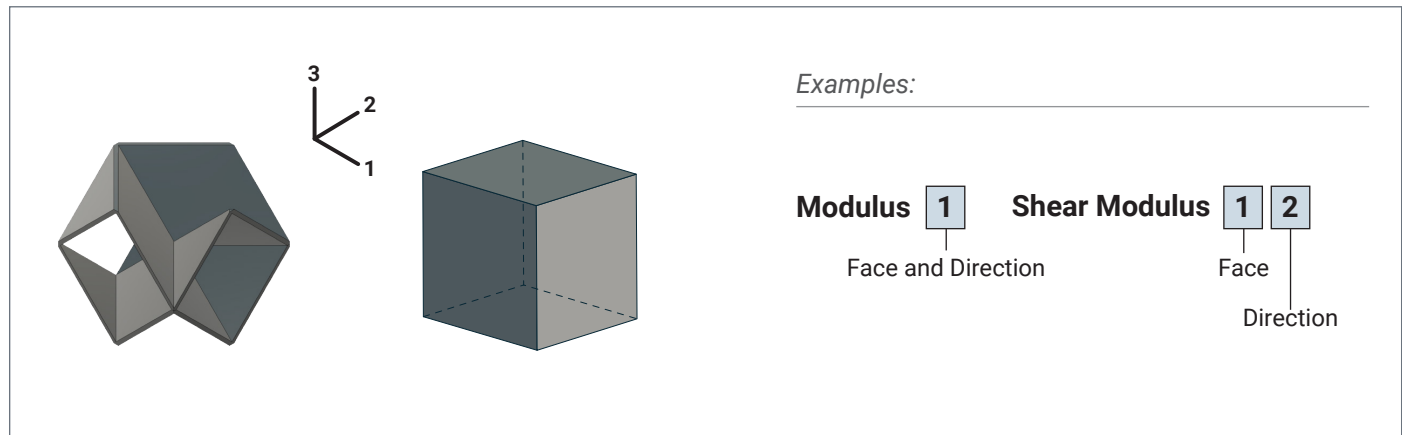 3
2
1
Examples:
Modulus 1
Face and Direction
Shear Modulus 1 2
Face
Direction